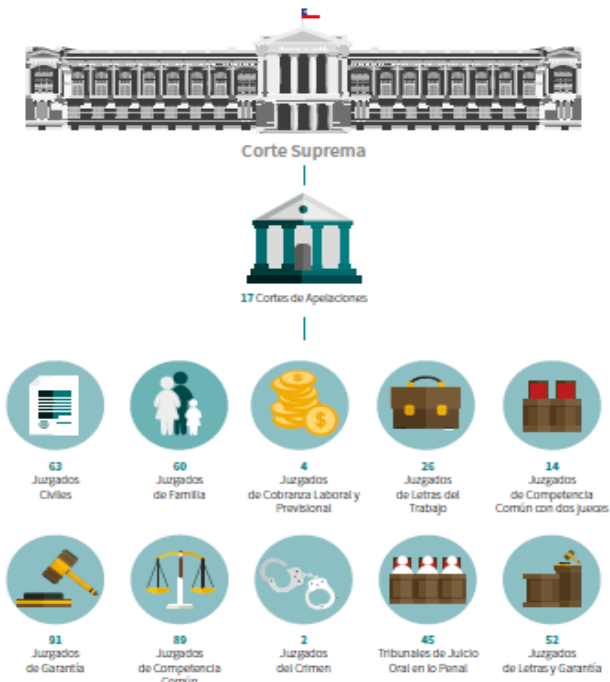 Corte Suprema
17 Cortes de Apelaciones
63
Juzgados
Civiles
60
Juzgados
de Familia
4
Juzgados
de Cobranza Laboral y
Previsional
26
Juzgados
de Letras del
Trabajo
14
Juzgados
de Competencia
Común con dos jueces
91
Juzgados
de Garantía
89
Juzgados
de Competencia
Común
2
Juzgados
del Crimen
45
Tribunales de Juicio
Oral en lo Penal
52
Juzgados
de Letras y Garantía